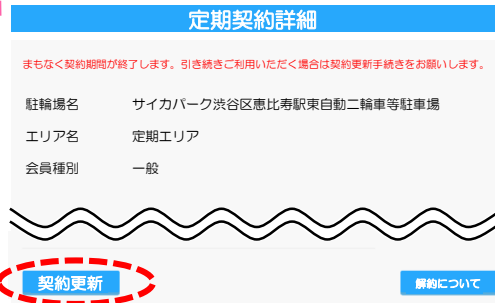 定期契約詳細
まもなく契約期間が終了します。引き続きご利用いただく場合は契約更新手続きをお願いします。
駐輪場名 サイカパーク渋谷区恵比寿駅東自動二輪車等駐車場
エリア名 定期エリア
会員種別 一般
契約更新 解約について